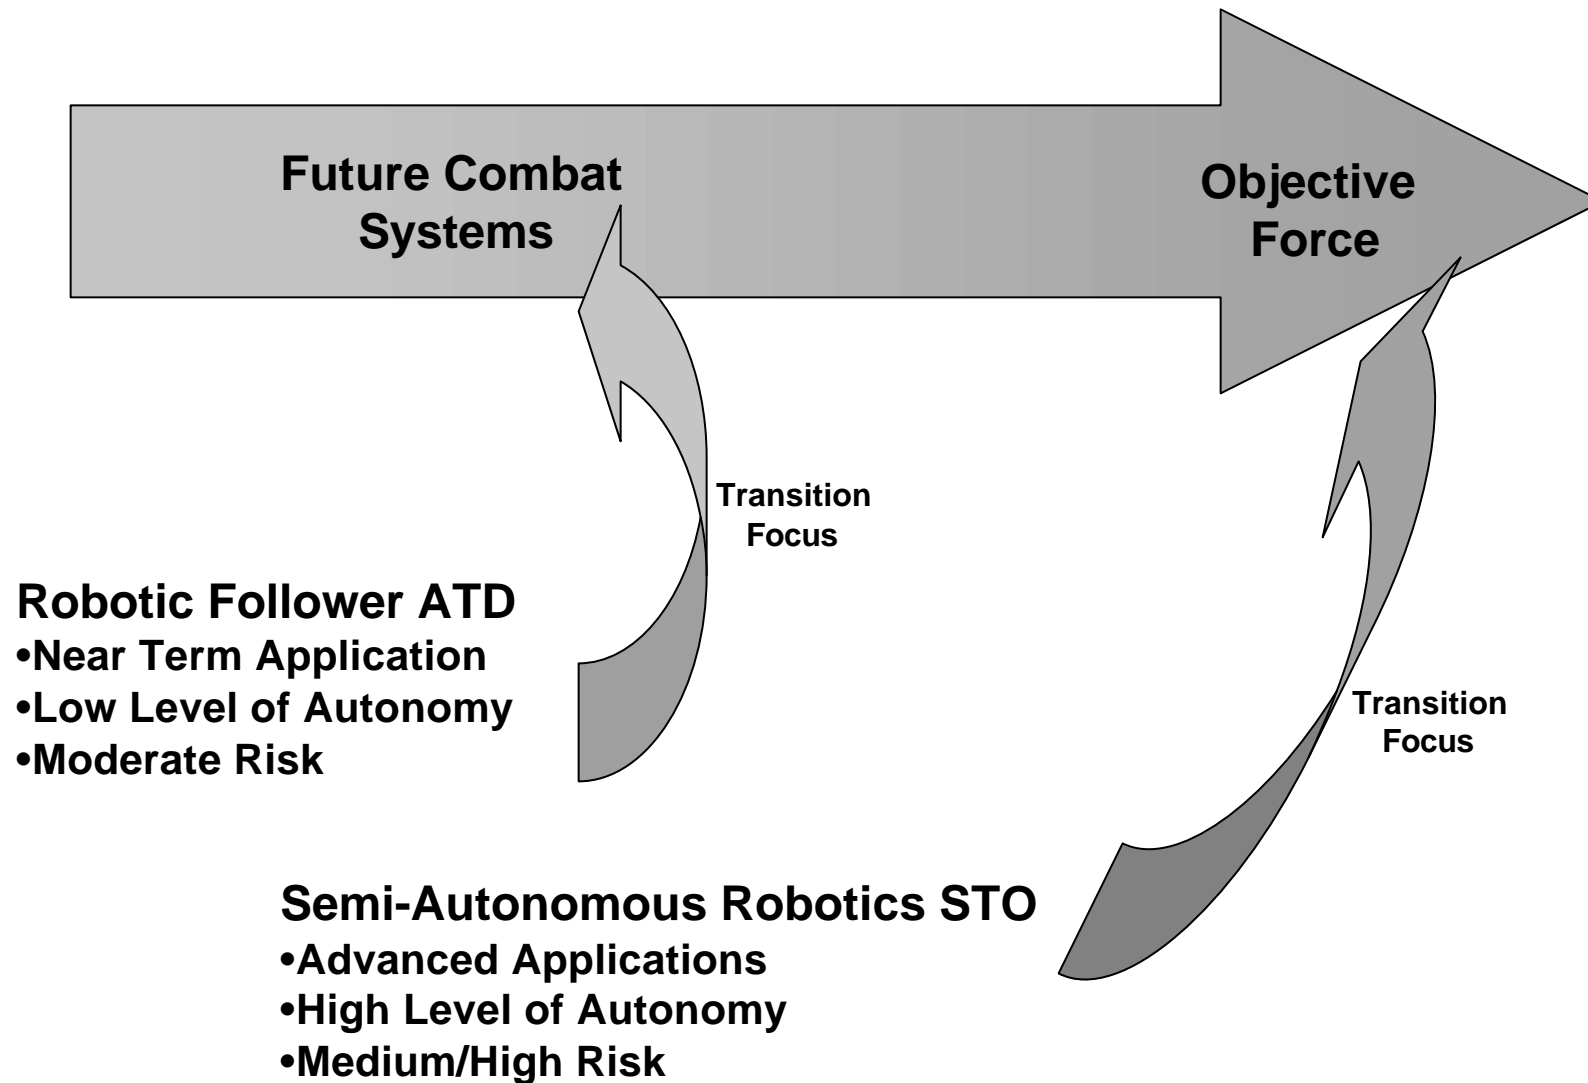 Future Combat
Systems
Objective
Force
Transition
Focus
Robotic Follower ATD
•Near Term Application
•Low Level of Autonomy
•Moderate Risk
Transition
Focus
Semi-Autonomous Robotics STO
•Advanced Applications
•High Level of Autonomy
•Medium/High Risk